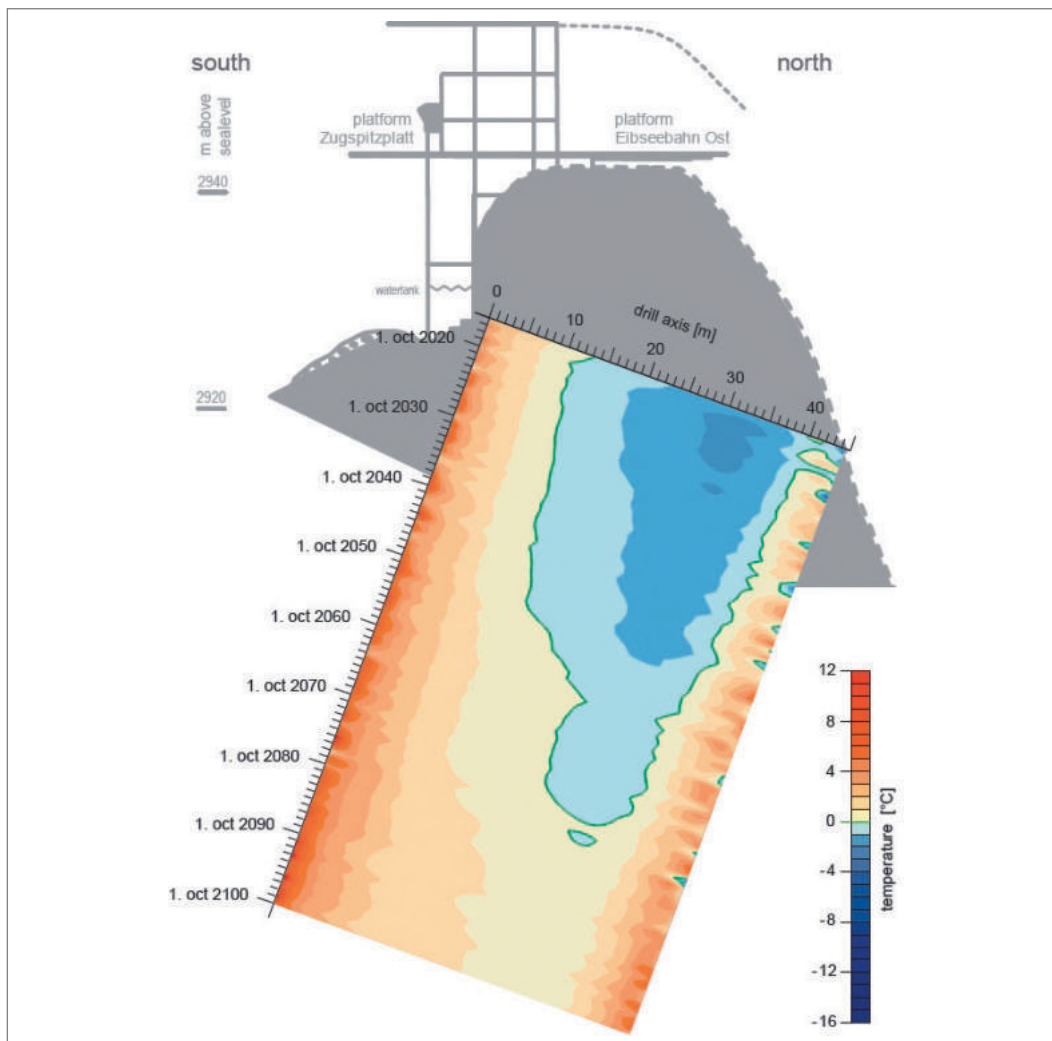 south
north
m above
sealevel
platform
Zugspitzplatt
platform
Eibseebahn Ost
2940
watertank
0
drill axis [m]
10
20
30
40
1. oct 2020
1. oct 2030
2920
1. oct 2040
1. oct 2050
1. oct 2060
1. oct 2070
1. oct 2080
1. oct 2090
1. oct 2100
12
8
4
0
-4
-8
-12
-16
temperature [°C]